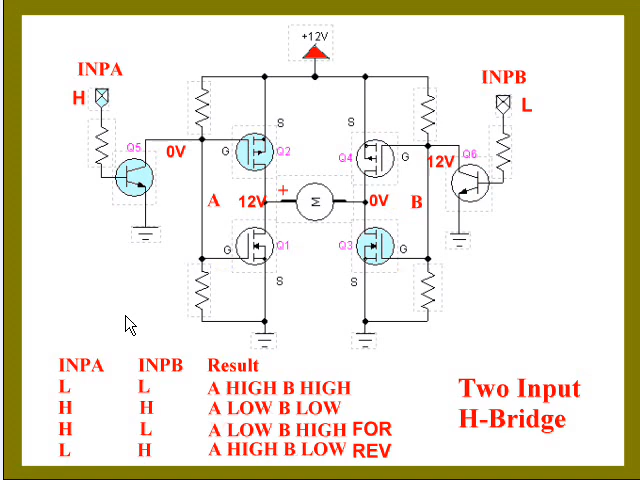 +12V
INPA
INPB
H
L
S
S
Q5
0V
G
Q2
Q4
G
12V
Q6
A
12V
+
M
0V
B
G
Q1
Q3
G
S
S
INPA INPB Result
L L A HIGH B HIGH
H H A LOW B LOW
H L A LOW B HIGH FOR
L H A HIGH B LOW REV
Two Input
H-Bridge